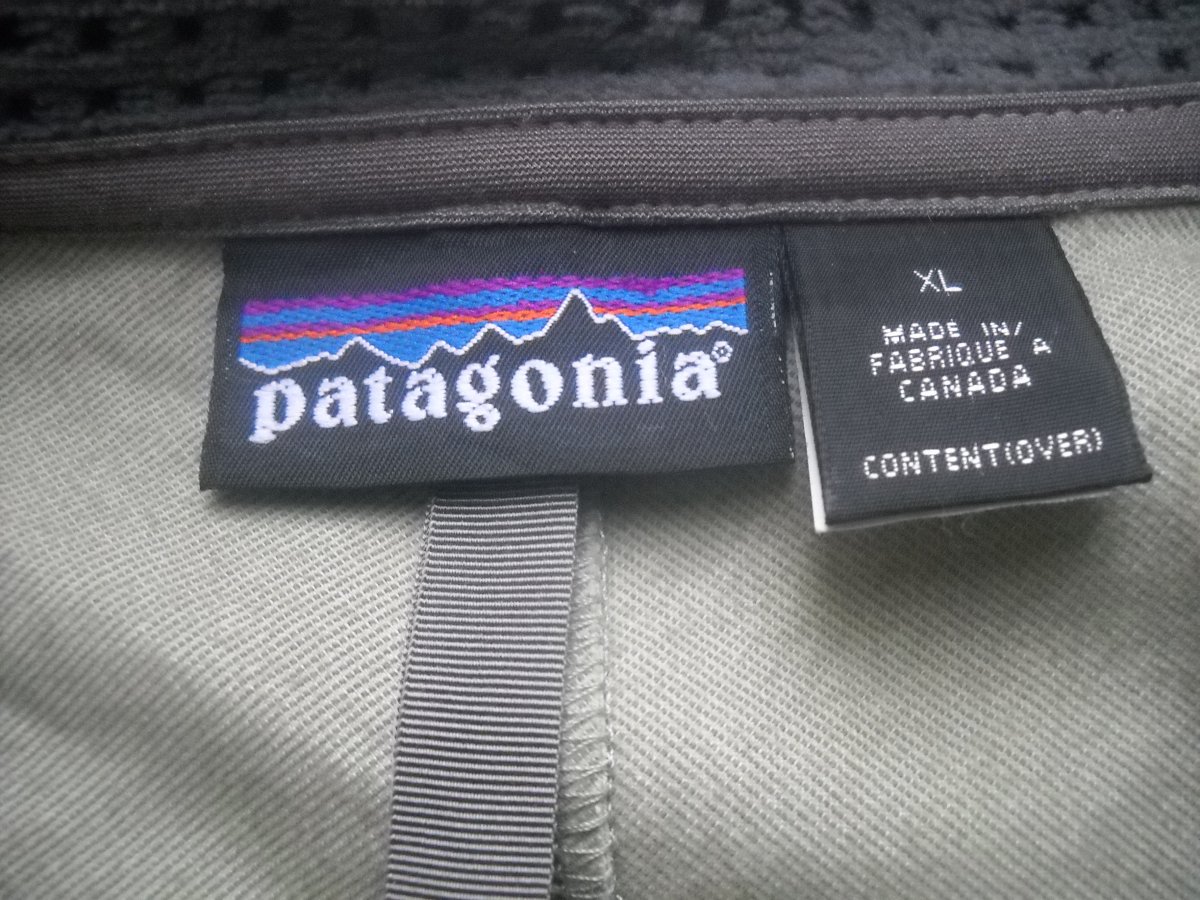 patagonia®
XL
MADE IN/
FABRIQUE A
CANADA
CONTENT(OVER)